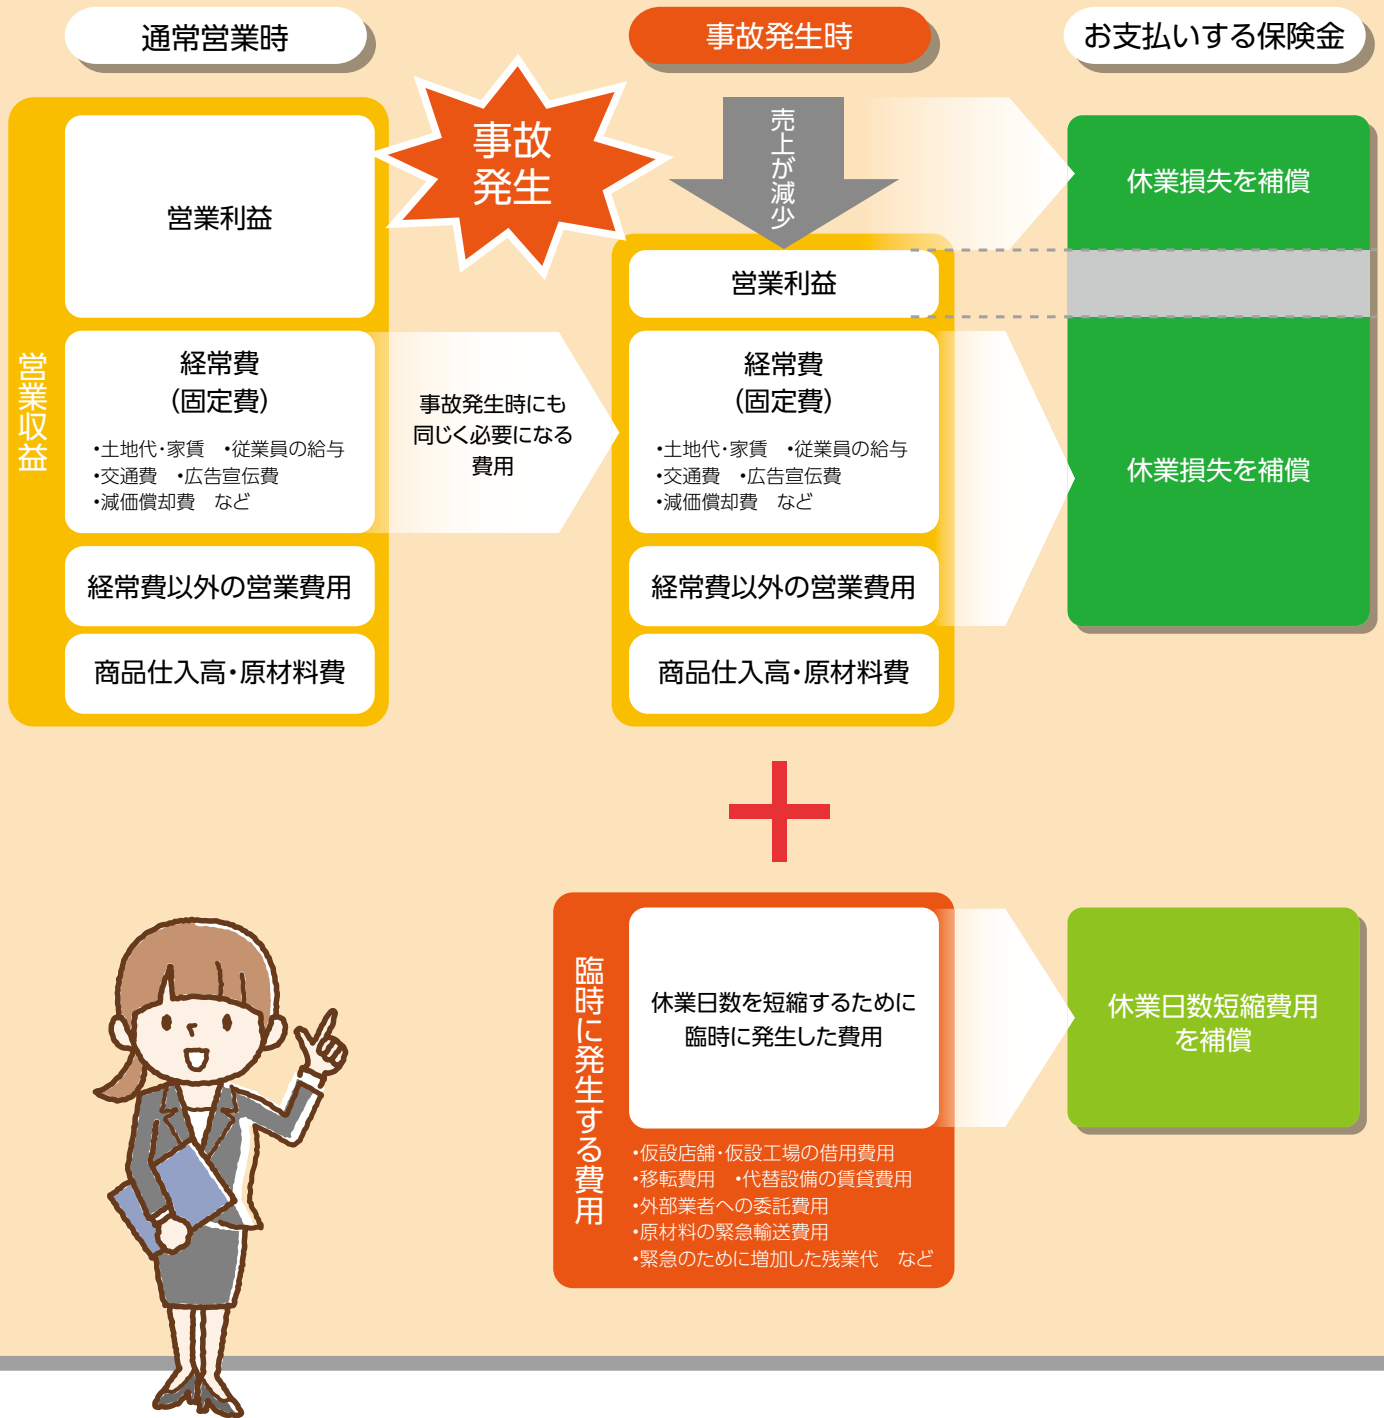 通常営業時
事故発生時
お支払いする保険金
営業収益
営業利益
経常費
(固定費)
・土地代・家賃　・従業員の給与
・交通費　・広告宣伝費
・減価償却費　など
経常費以外の営業費用
商品仕入高・原材料費
事故
発生
事故発生時にも
同じく必要になる
費用
売上が減少
営業利益
経常費
(固定費)
・土地代・家賃　・従業員の給与
・交通費　・広告宣伝費
・減価償却費　など
経常費以外の営業費用
商品仕入高・原材料費
休業損失を補償
休業損失を補償
臨時に発生する費用
休業日数を短縮するために
臨時に発生した費用
・仮設店舗・仮設工場の借用費用
・移転費用　・代替設備の賃貸費用
・外部業者への委託費用
・原材料の緊急輸送費用
・緊急のために増加した残業代　など
休業日数短縮費用
を補償